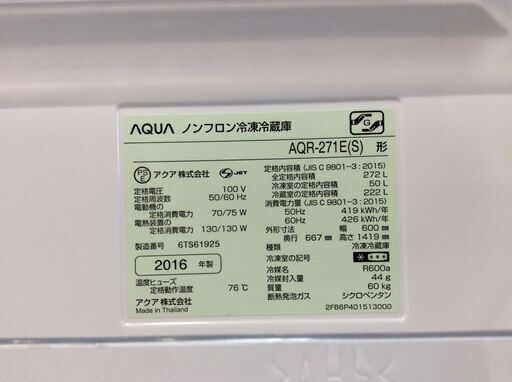 AQUA ノンフロン冷凍冷蔵庫
AQR-271E(S) 形
G
PS
E
アクア株式会社 JET
定格電圧 100 V
定格周波数 50/60 Hz
電動機の
定格消費電力 70/75 W
電熱装置の
定格消費電力 130/130 W
製造番号 6TS61925
2016 年製
温度ヒューズ
定格動作温度 76℃
アクア株式会社
Made in Thailand
定格内容積 (JIS C 9801-3 : 2015)
全定格内容積 272 L
冷凍室の定格内容積 50 L
冷蔵室の定格内容積 222 L
消費電力量 (JIS C 9801-3 : 2015)
50Hz 419 kWh/年
60Hz 426 kWh/年
外形寸法 幅 600 mm
奥行 667 mm 高さ 1419 mm
種類 冷凍冷蔵庫
冷凍室の記号
冷媒名 R600a
冷媒封入量 44 g
質量 60 kg
断熱発泡ガス シクロペンタン
2FB6P401513000